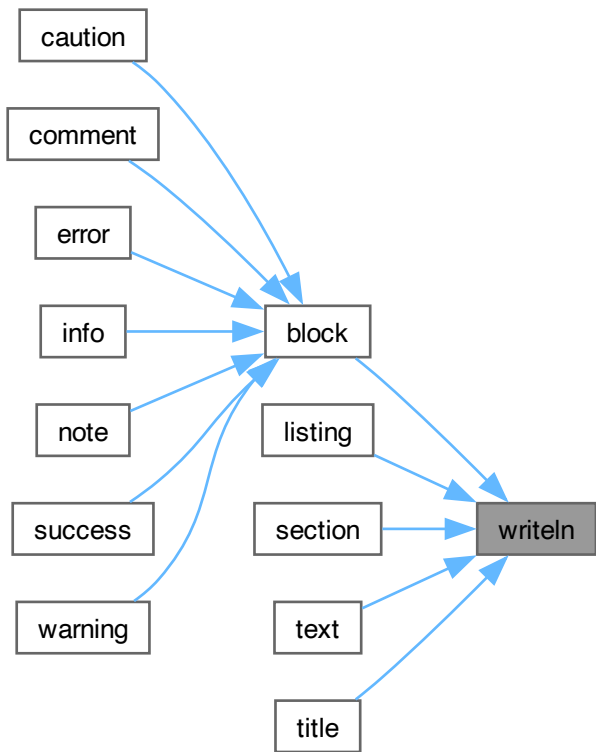 caution
comment
error
info
note
success
warning
block
listing
section
text
title
writeln